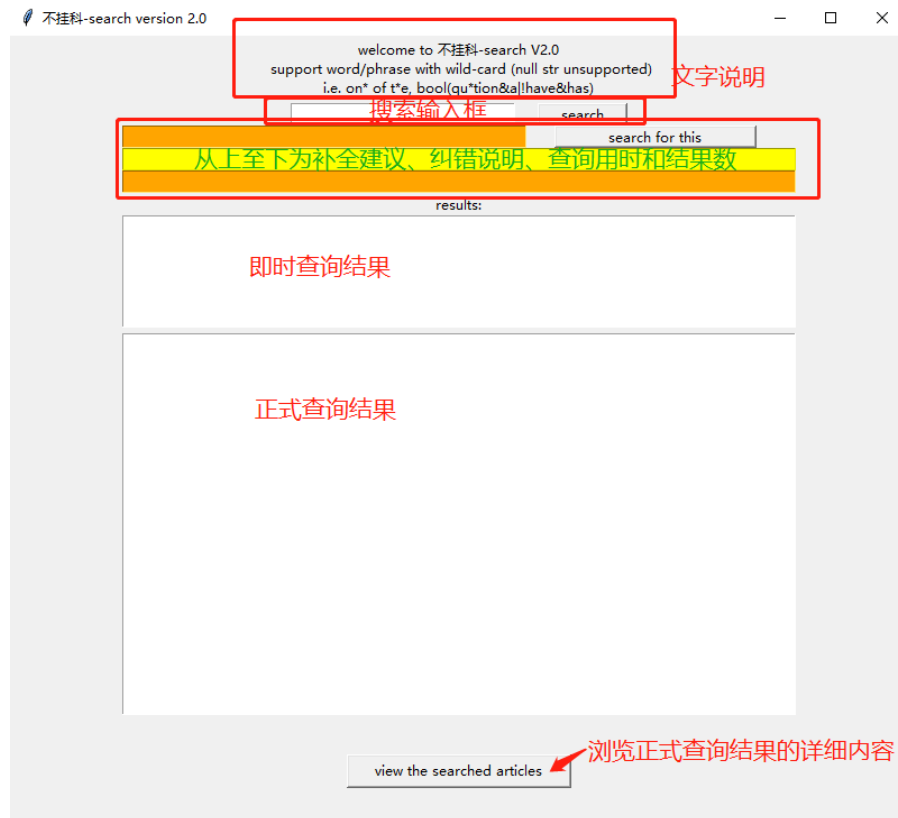 不挂科-search version 2.0
welcome to 不挂科-search V2.0
support word/phrase with wild-card (null str unsupported)
i.e. on* of t*e, bool(qu*tion&a|!have&has)
文字说明
搜索输入框
search
search for this
从上至下为补全建议、纠错说明、查询用时和结果数
results:
即时查询结果
正式查询结果
浏览正式查询结果的详细内容
view the searched articles